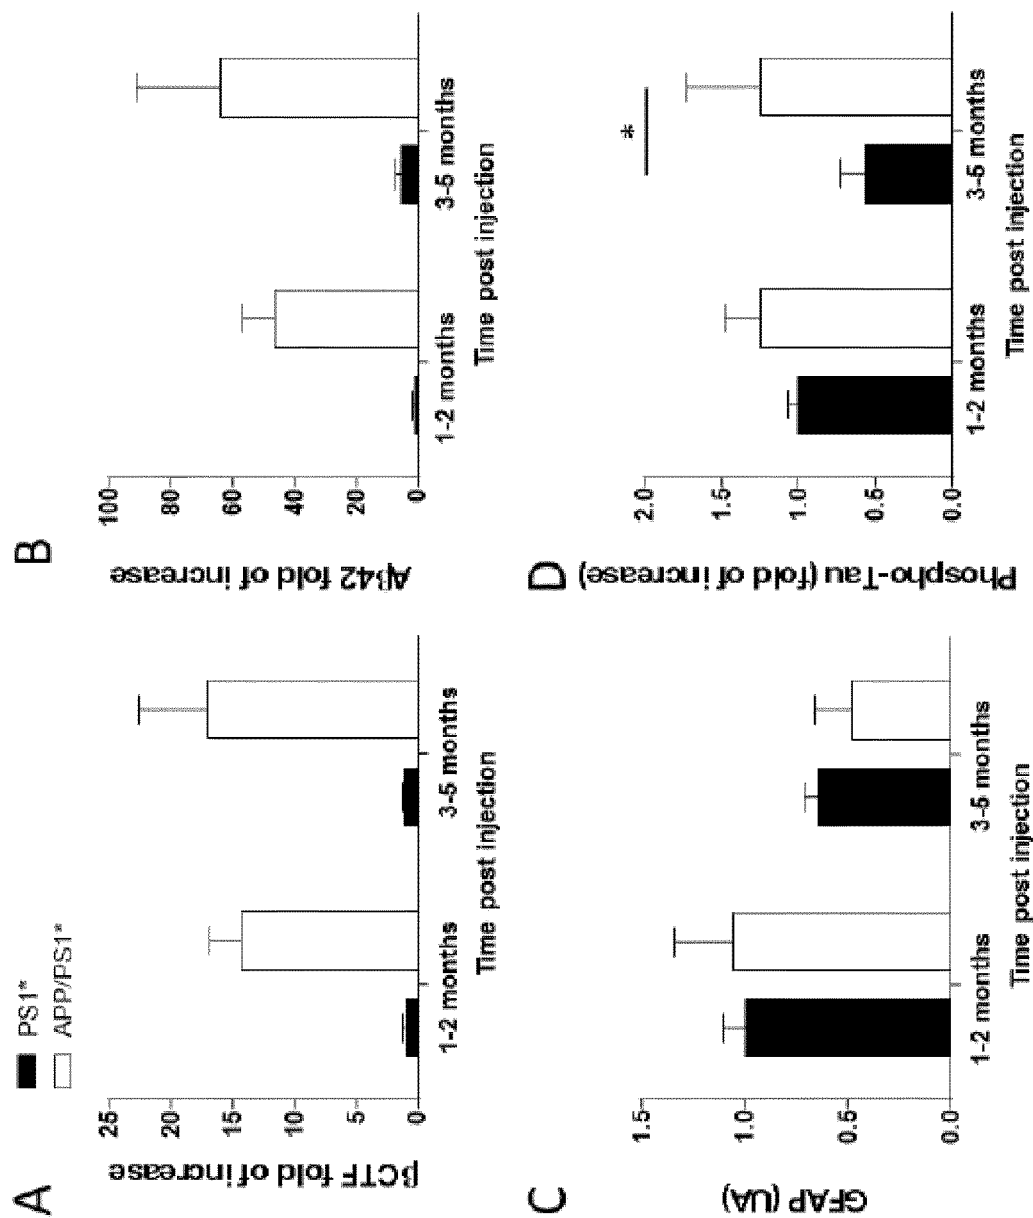 PS1*
APP/PS1*
A
βCTF fold of increase
25
20
15
10
5
0
1-2 months
3-5 months
Time post injection
B
Aβ42 fold of increase
100
80
60
40
20
0
1-2 months
3-5 months
Time post injection
C
GFAP (UA)
1.5
1.0
0.5
0.0
1-2 months
3-5 months
Time post injection
D
Phospho-Tau (fold of increase)
2.0
1.5
1.0
0.5
0.0
*
1-2 months
3-5 months
Time post injection